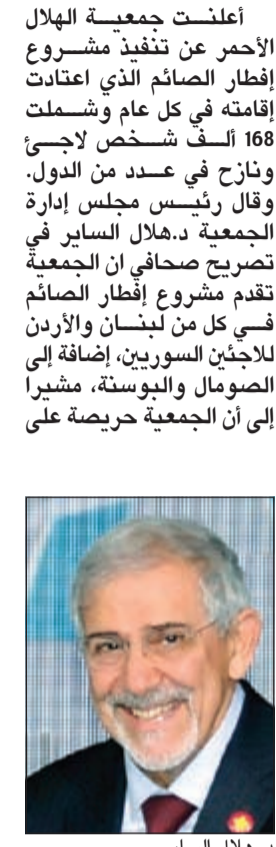 أعلنت جمعية الهلال
الأحمر عن تنفيذ مشروع
إفطار الصائم الذي اعتادت
إقامته في كل عام وشملت
168 ألف شخص لاجئ
ونازح في عدد من الدول.
وقال رئيس مجلس إدارة
الجمعية د.هلال الساير في
تصريح صحافي ان الجمعية
تقدم مشروع إفطار الصائم
في كل من لبنان والأردن
للاجئين السوريين، إضافة إلى
الصومال والبوسنة، مشيرا
إلى أن الجمعية حريصة على